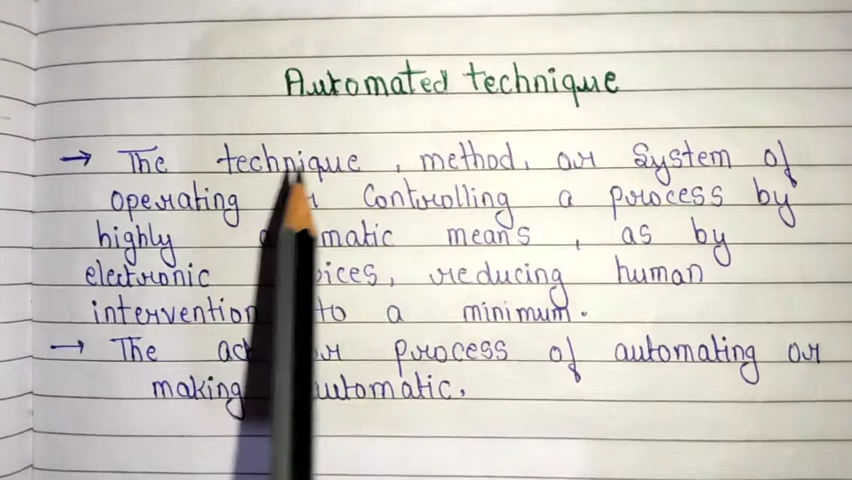 Automated technique
→ The technique, method, or System of
operating Controlling a process by
highly means, as by
electronic reducing human
intervention to a minimum.
→ The process of automating or
making